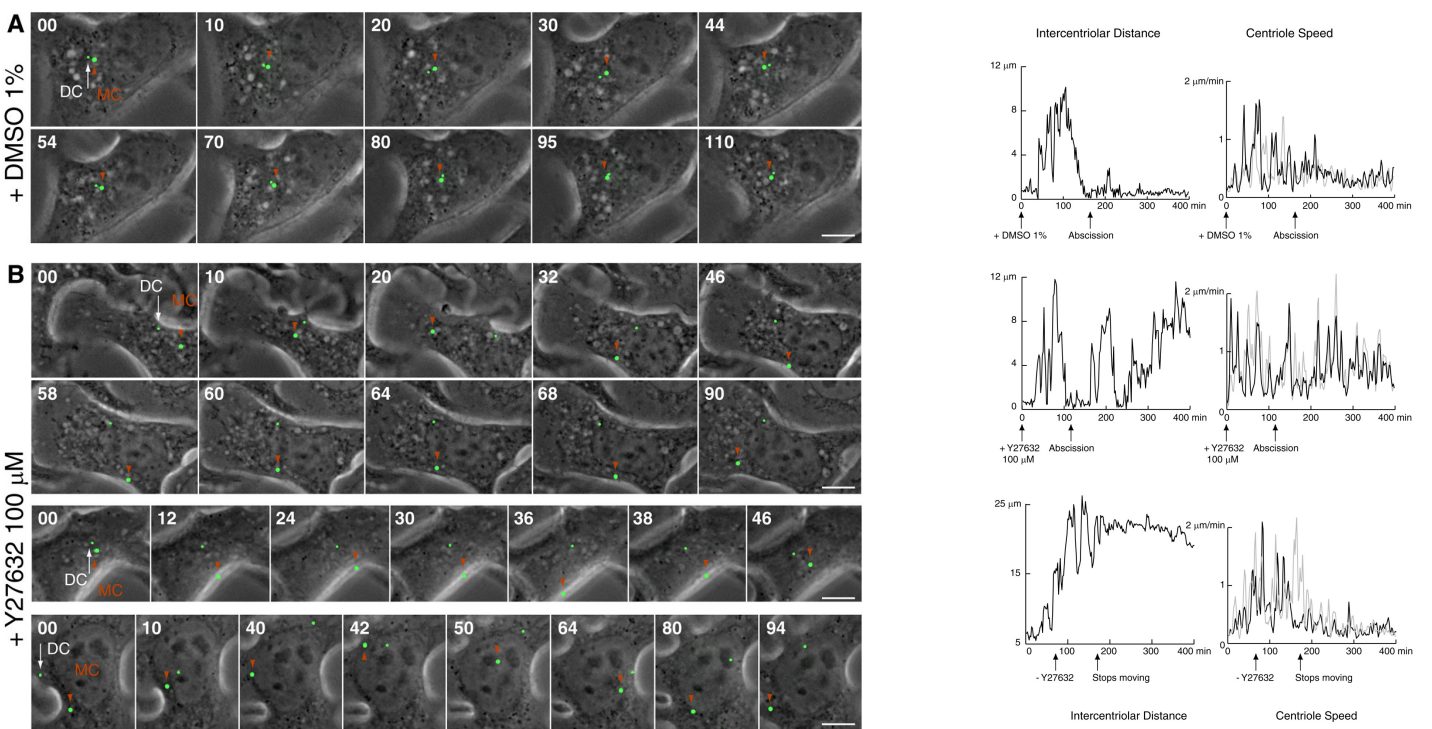 A
+ DMSO 1%
00 10 20 30 44
DC MC
54 70 80 95 110
B
+ Y27632 100 µM
00 10 20 32 46
DC MC
58 60 64 68 90
00 12 24 30 36 38 46
DC MC
00 10 40 42 50 64 80 94
DC MC
Intercentriolar Distance Centriole Speed
12 µm
8
4
0
0 100 200 300 400 min
+ DMSO 1% Abscission
2 µm/min
1
0
0 100 200 300 400 min
+ DMSO 1% Abscission
12 µm
8
4
0
0 100 200 300 400 min
+ Y27632 Abscission
100 µM
2 µm/min
1
0
0 100 200 300 400 min
+ Y27632 Abscission
100 µM
25 µm
15
5
0 100 200 300 400 min
- Y27632 Stops moving
2 µm/min
1
0
0 100 200 300 400 min
- Y27632 Stops moving
Intercentriolar Distance Centriole Speed